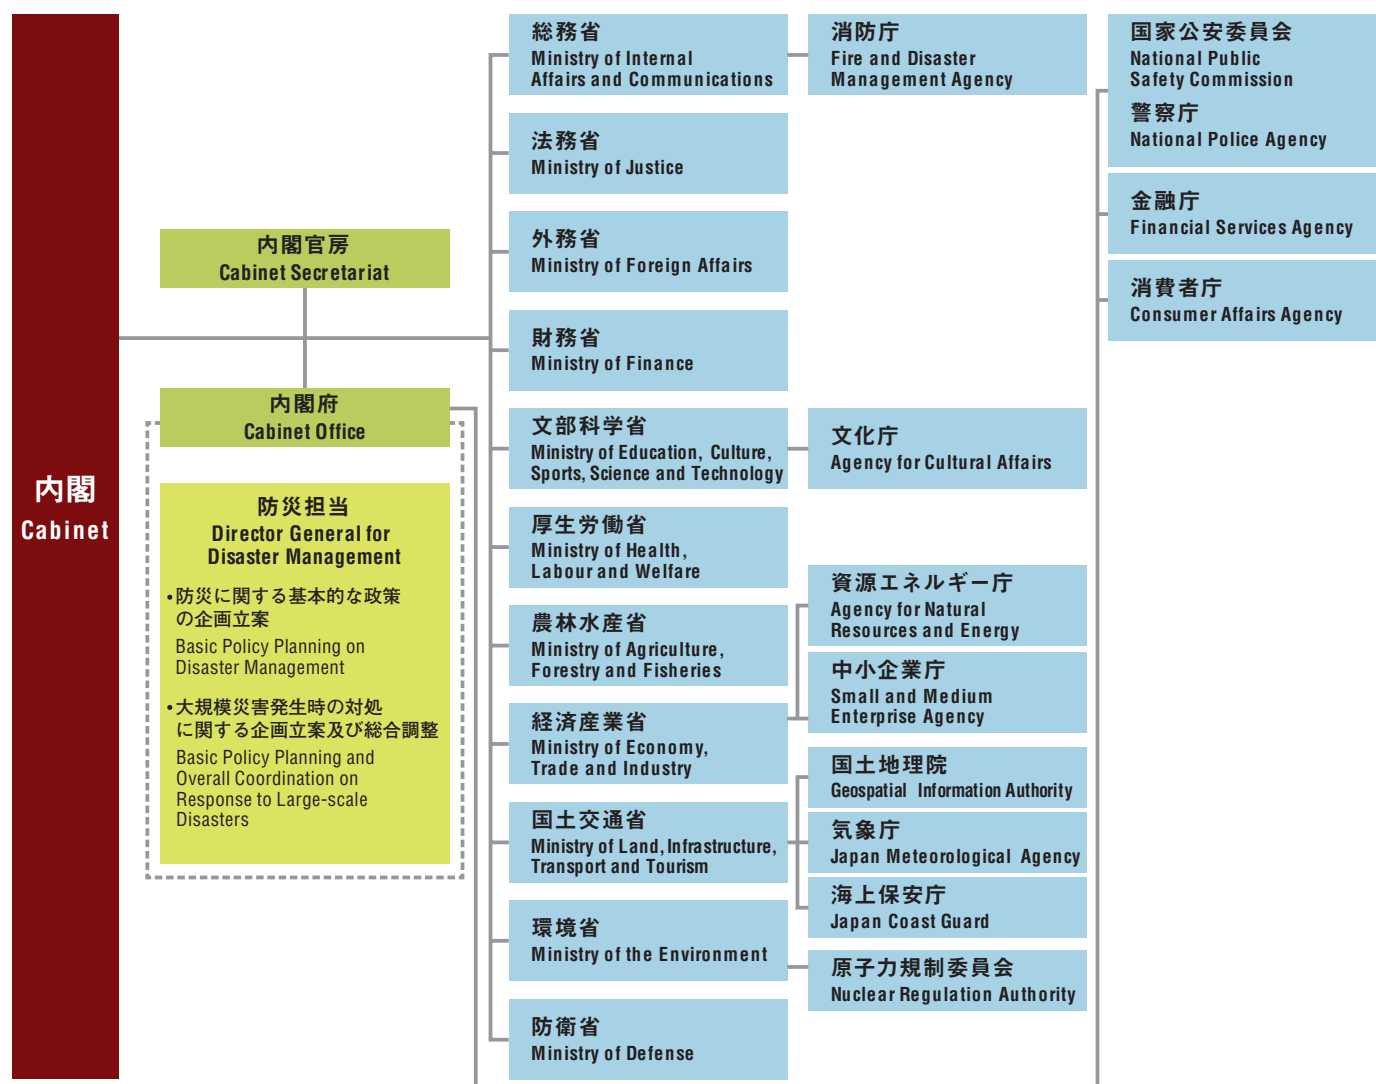 内閣
Cabinet
内閣官房
Cabinet Secretariat
内閣府
Cabinet Office
防災担当
Director General for
Disaster Management
•防災に関する基本的な政策
の企画立案
Basic Policy Planning on
Disaster Management
•大規模災害発生時の対処
に関する企画立案及び総合調整
Basic Policy Planning and
Overall Coordination on
Response to Large-scale
Disasters
総務省
Ministry of Internal
Affairs and Communications
法務省
Ministry of Justice
外務省
Ministry of Foreign Affairs
財務省
Ministry of Finance
文部科学省
Ministry of Education, Culture,
Sports, Science and Technology
厚生労働省
Ministry of Health,
Labour and Welfare
農林水産省
Ministry of Agriculture,
Forestry and Fisheries
経済産業省
Ministry of Economy,
Trade and Industry
国土交通省
Ministry of Land, Infrastructure,
Transport and Tourism
環境省
Ministry of the Environment
防衛省
Ministry of Defense
消防庁
Fire and Disaster
Management Agency
文化庁
Agency for Cultural Affairs
資源エネルギー庁
Agency for Natural
Resources and Energy
中小企業庁
Small and Medium
Enterprise Agency
国土地理院
Geospatial Information Authority
気象庁
Japan Meteorological Agency
海上保安庁
Japan Coast Guard
原子力規制委員会
Nuclear Regulation Authority
国家公安委員会
National Public
Safety Commission
警察庁
National Police Agency
金融庁
Financial Services Agency
消費者庁
Consumer Affairs Agency